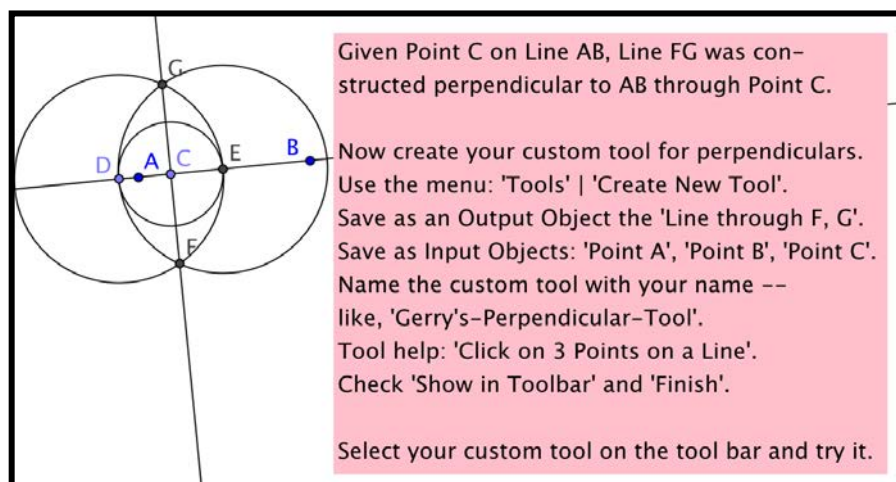 G
D
A
C
E
B
F
Given Point C on Line AB, Line FG was con-
structed perpendicular to AB through Point C.
Now create your custom tool for perpendiculars.
Use the menu: 'Tools' | 'Create New Tool'.
Save as an Output Object the 'Line through F, G'.
Save as Input Objects: 'Point A', 'Point B', 'Point C'.
Name the custom tool with your name --
like, 'Gerry's-Perpendicular-Tool'.
Tool help: 'Click on 3 Points on a Line'.
Check 'Show in Toolbar' and 'Finish'.
Select your custom tool on the tool bar and try it.